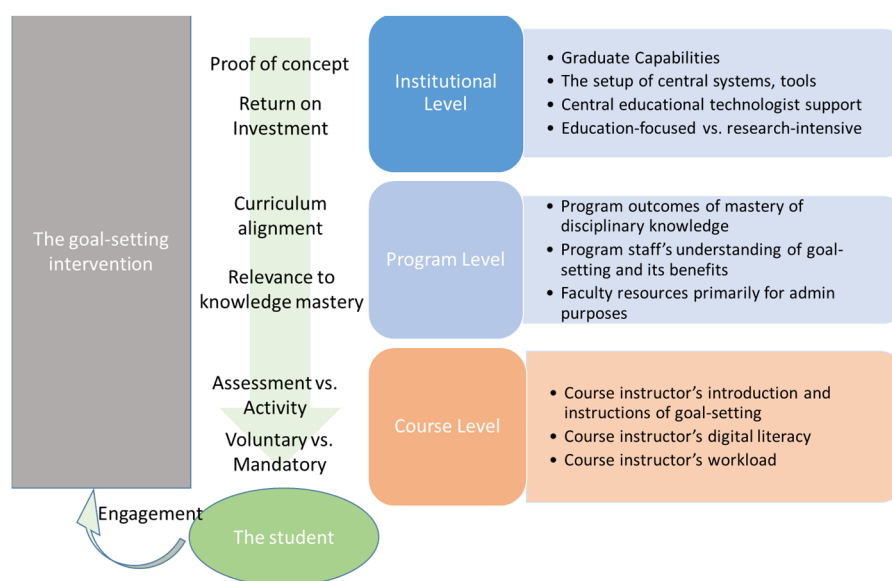 The goal-setting
intervention
Proof of concept
Return on
Investment
Curriculum
alignment
Relevance to
knowledge mastery
Assessment vs.
Activity
Voluntary vs.
Mandatory
Engagement
The student
Institutional
Level
• Graduate Capabilities
• The setup of central systems, tools
• Central educational technologist support
• Education-focused vs. research-intensive
Program Level
• Program outcomes of mastery of
disciplinary knowledge
• Program staff's understanding of goal-
setting and its benefits
• Faculty resources primarily for admin
purposes
Course Level
• Course instructor's introduction and
instructions of goal-setting
• Course instructor's digital literacy
• Course instructor's workload